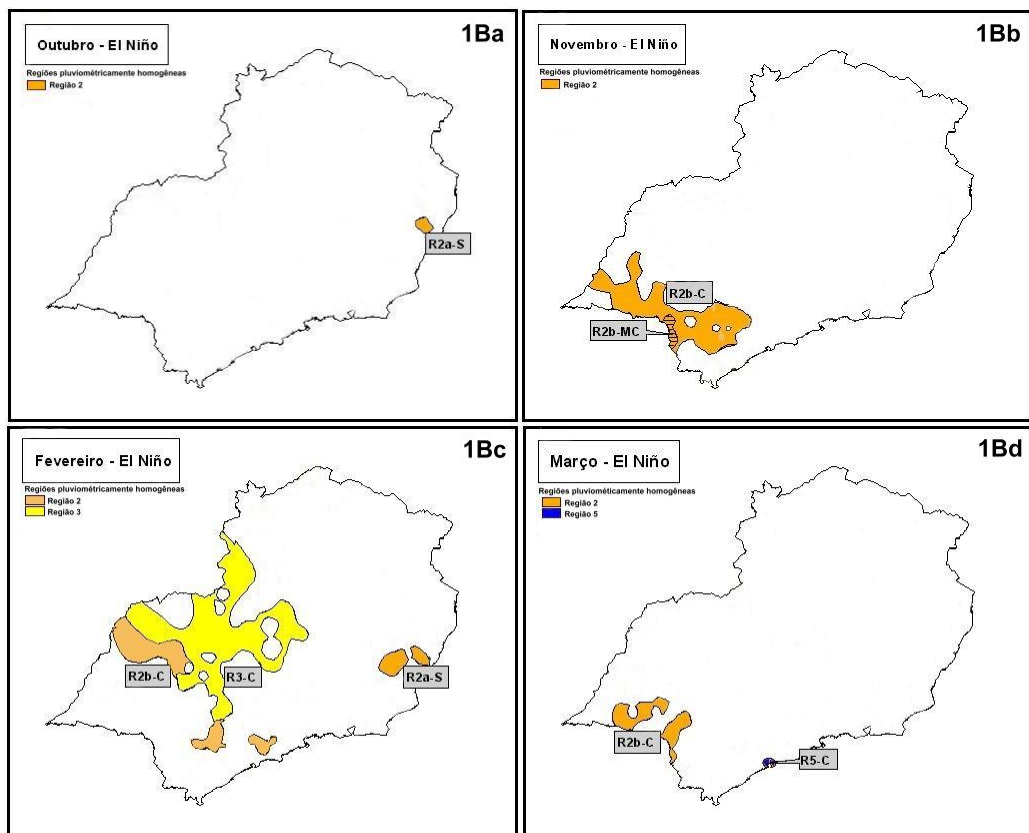 Outubro - El Niño
1Ba
Regiões pluviométricamente homogêneas
Região 2
R2a-S
Novembro - El Niño
1Bb
Regiões pluviométricamente homogêneas
Região 2
R2b-C
R2b-MC
Fevereiro - El Niño
1Bc
Regiões pluviométricamente homogêneas
Região 2
Região 3
R2b-C
R3-C
R2a-S
Março - El Niño
1Bd
Regiões pluviométicamente homogêneas
Região 2
Região 5
R2b-C
R5-C